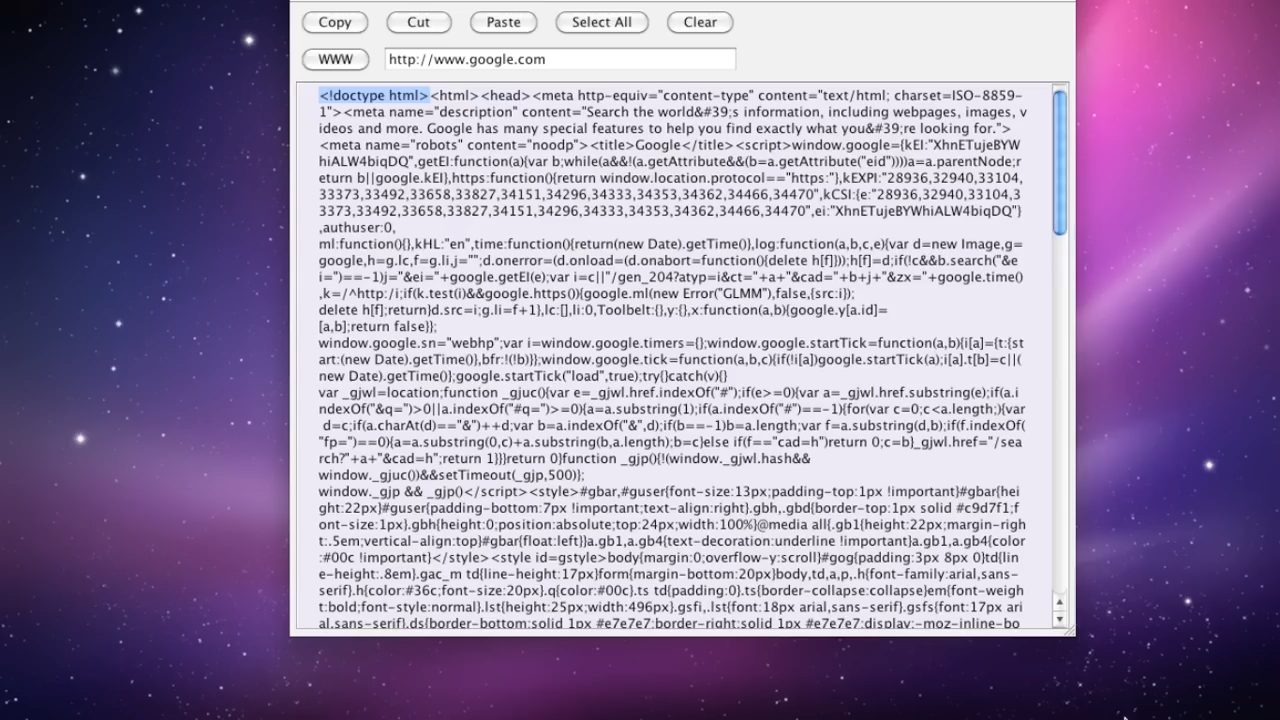 Copy Cut Paste Select All Clear
WWW http://www.google.com
<!doctype html><html><head><meta http-equiv="content-type" content="text/html; charset=ISO-8859-
1"><meta name="description" content="Search the world&#39;s information, including webpages, images, v
ideos and more. Google has many special features to help you find exactly what you&#39;re looking for.">
<meta name="robots" content="noodp"><title>Google</title><script>window.google={kEI:"XhnETujeBYW
hiALW4biqDQ",getEI:function(a){var b;while(a&&!(a.getAttribute&&(b=a.getAttribute("eid"))))a=a.parentNode;r
eturn b||google.kEI},https:function(){return window.location.protocol=="https:"},kEXPI:"28936,32940,33104,
33373,33492,33658,33827,34151,34296,34333,34353,34362,34466,34470",kCSI:{e:"28936,32940,33104,3
3373,33492,33658,33827,34151,34296,34333,34353,34362,34466,34470",ei:"XhnETujeBYWhiALW4biqDQ"}
,authuser:0,
ml:function(){},kHL:"en",time:function(){return(new Date).getTime()},log:function(a,b,c,e){var d=new Image,g=
google,h=g.lc,f=g.li,j="";d.onerror=(d.onload=(d.onabort=function(){delete h[f]}));h[f]=d;if(!c&&b.search("&e
i=")==-1)j="&ei="+google.getEI(e);var i=c||"/gen_204?atyp=i&ct="+a+"&cad="+b+j+"&zx="+google.time()
,k=/^http:/i;if(k.test(i)&&google.https()){google.ml(new Error("GLMM"),false,{src:i});
delete h[f];return}d.src=i;g.li=f+1},lc:[],li:0,Toolbelt:{},y:{},x:function(a,b){google.y[a.id]=
[a,b];return false}};
window.google.sn="webhp";var i=window.google.timers={};window.google.startTick=function(a,b){i[a]={t:{st
art:(new Date).getTime()},bfr:!(!b)}};window.google.tick=function(a,b,c){if(!i[a])google.startTick(a);i[a].t[b]=c||(
new Date).getTime()};google.startTick("load",true);try{}catch(v){}
var _gjwl=location;function _gjuc(){var e=_gjwl.href.indexOf("#");if(e>=0){var a=_gjwl.href.substring(e);if(a.i
ndexOf("&q=")>0||a.indexOf("#q=")>=0){a=a.substring(1);if(a.indexOf("#")==-1){for(var c=0;c<a.length;){var
d=c;if(a.charAt(d)=="&")++d;var b=a.indexOf("&",d);if(b==-1)b=a.length;var f=a.substring(d,b);if(f.indexOf(
"fp=")==0){a=a.substring(0,c)+a.substring(b,a.length);b=c}else if(f=="cad=h")return 0;c=b}_gjwl.href="/sea
rch?"+a+"&cad=h";return 1}}}return 0}function _gjp(){!(window._gjwl.hash&&
window._gjuc())&&setTimeout(_gjp,500)};
window._gjp && _gjp()</script><style>#gbar,#guser{font-size:13px;padding-top:1px !important}#gbar{hei
ght:22px}#guser{padding-bottom:7px !important;text-align:right}.gbh,.gbd{border-top:1px solid #c9d7f1;f
ont-size:1px}.gbh{height:0;position:absolute;top:24px;width:100%}@media all{.gb1{height:22px;margin-righ
t:.5em;vertical-align:top}#gbar{float:left}}a.gb1,a.gb4{text-decoration:underline !important}a.gb1,a.gb4{color
:#00c !important}</style><style id=gstyle>body{margin:0;overflow-y:scroll}#gog{padding:3px 8px 0}td{lin
e-height:.8em}.gac_m td{line-height:17px}form{margin-bottom:20px}body,td,a,p,.h{font-family:arial,sans-
serif}.h{color:#36c;font-size:20px}.q{color:#00c}.ts td{padding:0}.ts{border-collapse:collapse}em{font-weigh
t:bold;font-style:normal}.lst{height:25px;width:496px}.gsfi,.lst{font:18px arial,sans-serif}.gsfs{font:17px ari
al,sans-serif}.ds{border-bottom:solid 1px #e7e7e7;border-right:solid 1px #e7e7e7;display:-moz-inline-bo